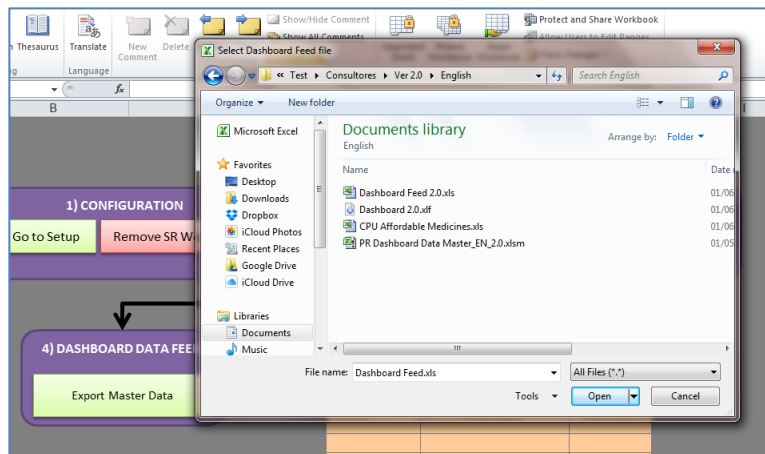 Show/Hide Comment
Show All Comments
Protect and Share Workbook
Allow Users to Edit Ranges
Thesaurus
Translate
New Comment
Delete
Language
fx
B
Select Dashboard Feed file
« Test ▸ Consultores ▸ Ver 2.0 ▸ English
Search English
Organize ▾ New folder
Microsoft Excel
Favorites
Desktop
Downloads
Dropbox
iCloud Photos
Recent Places
Google Drive
iCloud Drive
Libraries
Documents
Music
Documents library
English
Arrange by: Folder ▾
Name
Date
Dashboard Feed 2.0.xls
01/06
Dashboard 2.0.xlf
01/06
CPU Affordable Medicines.xls
01/06
PR Dashboard Data Master_EN_2.0.xlsm
01/05
File name: Dashboard Feed.xls
All Files (*.*)
Tools ▾ Open Cancel
1) CONFIGURATION
Go to Setup
Remove SR W
4) DASHBOARD DATA FEE
Export Master Data